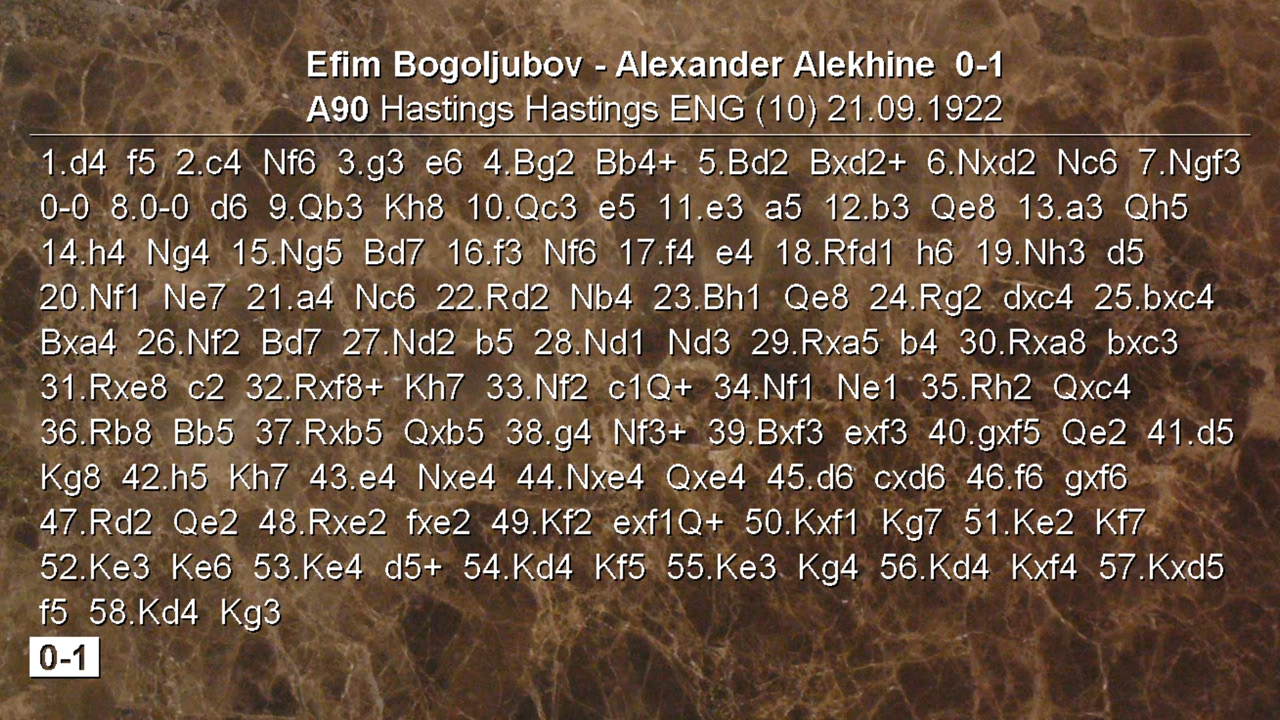 Efim Bogoljubov - Alexander Alekhine 0-1
A90 Hastings Hastings ENG (10) 21.09.1922
1.d4 f5 2.c4 Nf6 3.g3 e6 4.Bg2 Bb4+ 5.Bd2 Bxd2+ 6.Nxd2 Nc6 7.Ngf3
0-0 8.0-0 d6 9.Qb3 Kh8 10.Qc3 e5 11.e3 a5 12.b3 Qe8 13.a3 Qh5
14.h4 Ng4 15.Ng5 Bd7 16.f3 Nf6 17.f4 e4 18.Rfd1 h6 19.Nh3 d5
20.Nf1 Ne7 21.a4 Nc6 22.Rd2 Nb4 23.Bh1 Qe8 24.Rg2 dxc4 25.bxc4
Bxa4 26.Nf2 Bd7 27.Nd2 b5 28.Nd1 Nd3 29.Rxa5 b4 30.Rxa8 bxc3
31.Rxe8 c2 32.Rxf8+ Kh7 33.Nf2 c1Q+ 34.Nf1 Ne1 35.Rh2 Qxc4
36.Rb8 Bb5 37.Rxb5 Qxb5 38.g4 Nf3+ 39.Bxf3 exf3 40.gxf5 Qe2 41.d5
Kg8 42.h5 Kh7 43.e4 Nxe4 44.Nxe4 Qxe4 45.d6 cxd6 46.f6 gxf6
47.Rd2 Qe2 48.Rxe2 fxe2 49.Kf2 exf1Q+ 50.Kxf1 Kg7 51.Ke2 Kf7
52.Ke3 Ke6 53.Ke4 d5+ 54.Kd4 Kf5 55.Ke3 Kg4 56.Kd4 Kxf4 57.Kxd5
f5 58.Kd4 Kg3
0-1